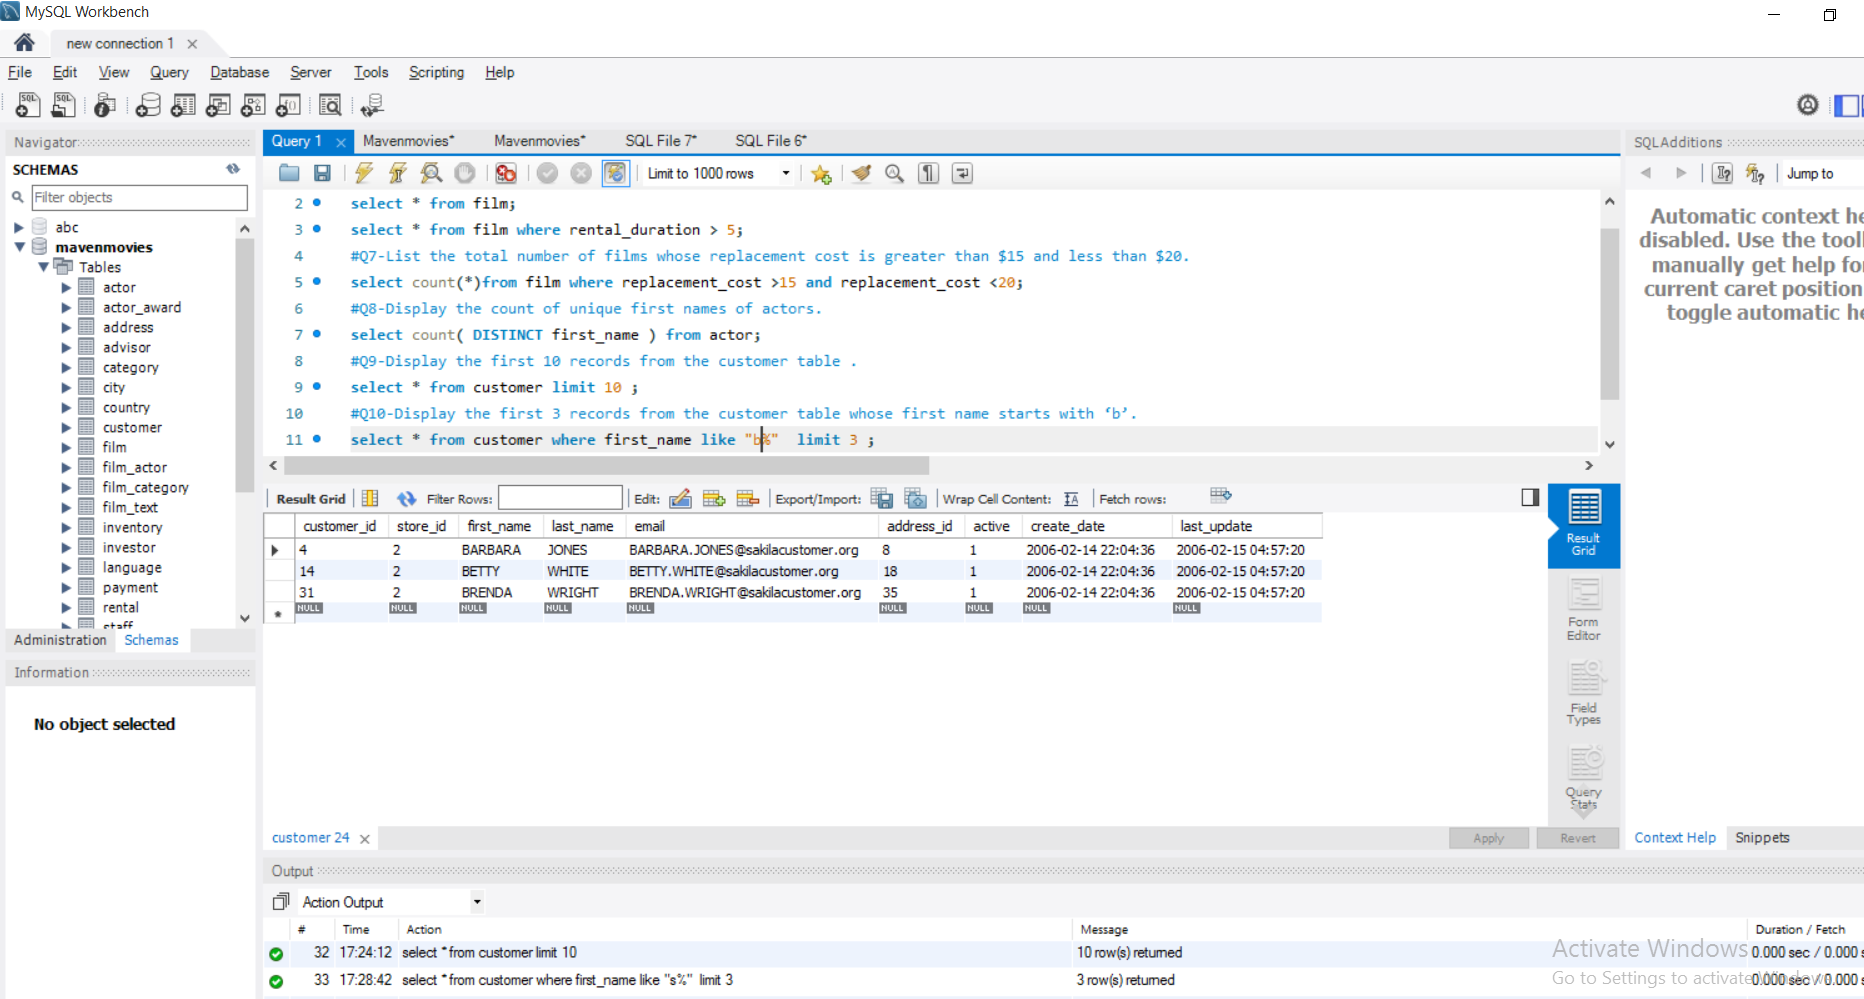 MySQL Workbench
new connection 1
File Edit View Query Database Server Tools Scripting Help
Navigator
SCHEMAS
Filter objects
abc
mavenmovies
Tables
actor
actor_award
address
advisor
category
city
country
customer
film
film_actor
film_category
film_text
inventory
investor
language
payment
rental
staff
Administration Schemas
Information
No object selected
Query 1 Mavenmovies* Mavenmovies* SQL File 7* SQL File 6*
Limit to 1000 rows
2 select * from film;
3 select * from film where rental_duration > 5;
4 #Q7-List the total number of films whose replacement cost is greater than $15 and less than $20.
5 select count(*)from film where replacement_cost >15 and replacement_cost <20;
6 #Q8-Display the count of unique first names of actors.
7 select count( DISTINCT first_name ) from actor;
8 #Q9-Display the first 10 records from the customer table .
9 select * from customer limit 10 ;
10 #Q10-Display the first 3 records from the customer table whose first name starts with ‘b’.
11 select * from customer where first_name like "b%" limit 3 ;
Result Grid Filter Rows: Edit: Export/Import: Wrap Cell Content: Fetch rows:
customer_id store_id first_name last_name email address_id active create_date last_update
4 2 BARBARA JONES BARBARA.JONES@sakilacustomer.org 8 1 2006-02-14 22:04:36 2006-02-15 04:57:20
14 2 BETTY WHITE BETTY.WHITE@sakilacustomer.org 18 1 2006-02-14 22:04:36 2006-02-15 04:57:20
31 2 BRENDA WRIGHT BRENDA.WRIGHT@sakilacustomer.org 35 1 2006-02-14 22:04:36 2006-02-15 04:57:20
NULL NULL NULL NULL NULL NULL NULL NULL NULL
Result
Grid
Form
Editor
Field
Types
Query
Stats
customer 24
Apply Revert
SQLAdditions
Jump to
Automatic context he
disabled. Use the tool
manually get help fo
current caret position
toggle automatic he
Context Help Snippets
Output
Action Output
# Time Action Message Duration / Fetch
32 17:24:12 select * from customer limit 10 10 row(s) returned 0.000 sec / 0.000 s
33 17:28:42 select * from customer where first_name like "s%" limit 3 3 row(s) returned 0.000 sec / 0.000 s
Activate Windows
Go to Settings to activate Windows